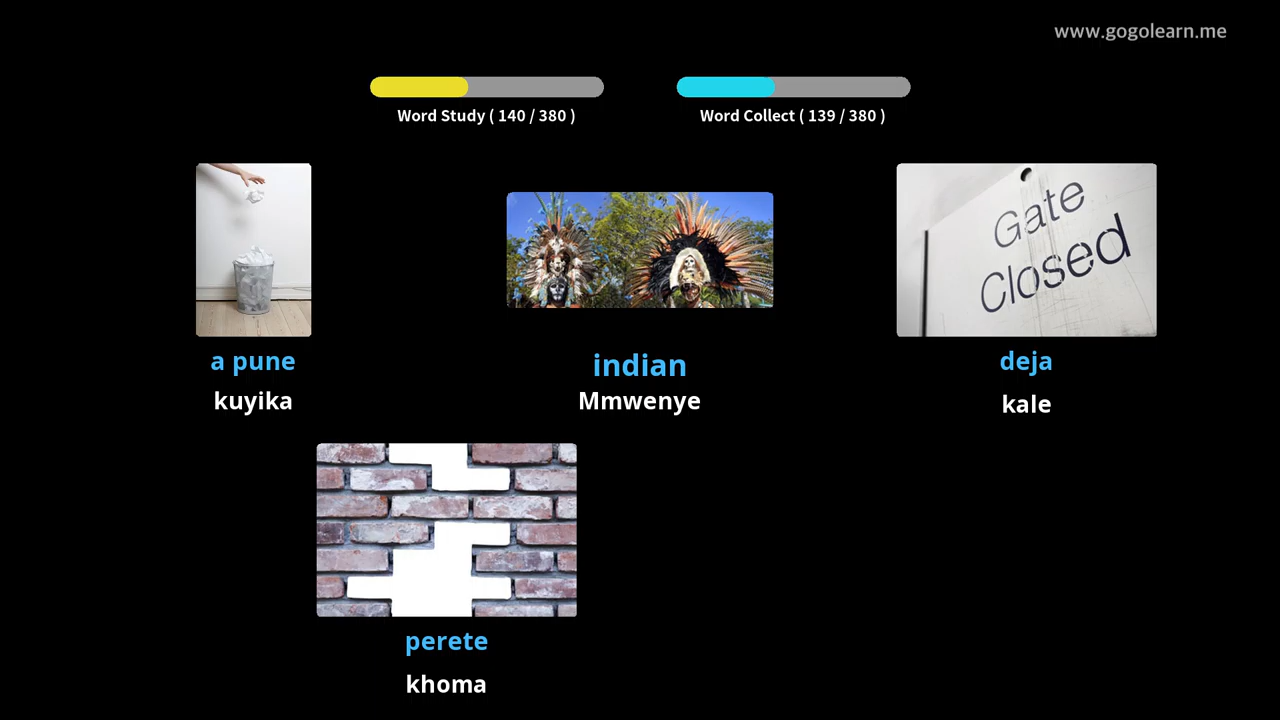 www.gogolearn.me
Word Study ( 140 / 380 )
Word Collect ( 139 / 380 )
Gate
Closed
a pune
kuyika
indian
Mmwenye
deja
kale
perete
khoma